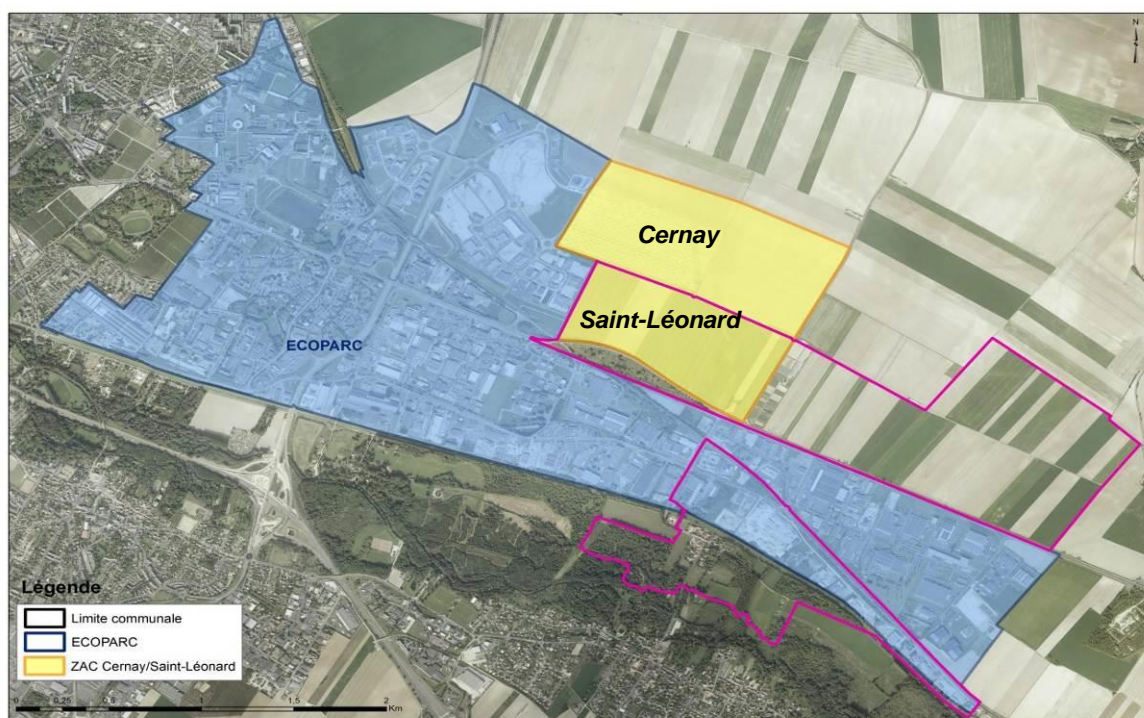 N
Cernay
Saint-Léonard
ECOPARC
Légende
Limite communale
ECOPARC
ZAC Cernay/Saint-Léonard
0 0,25 0,5 1 1,5 2
Km